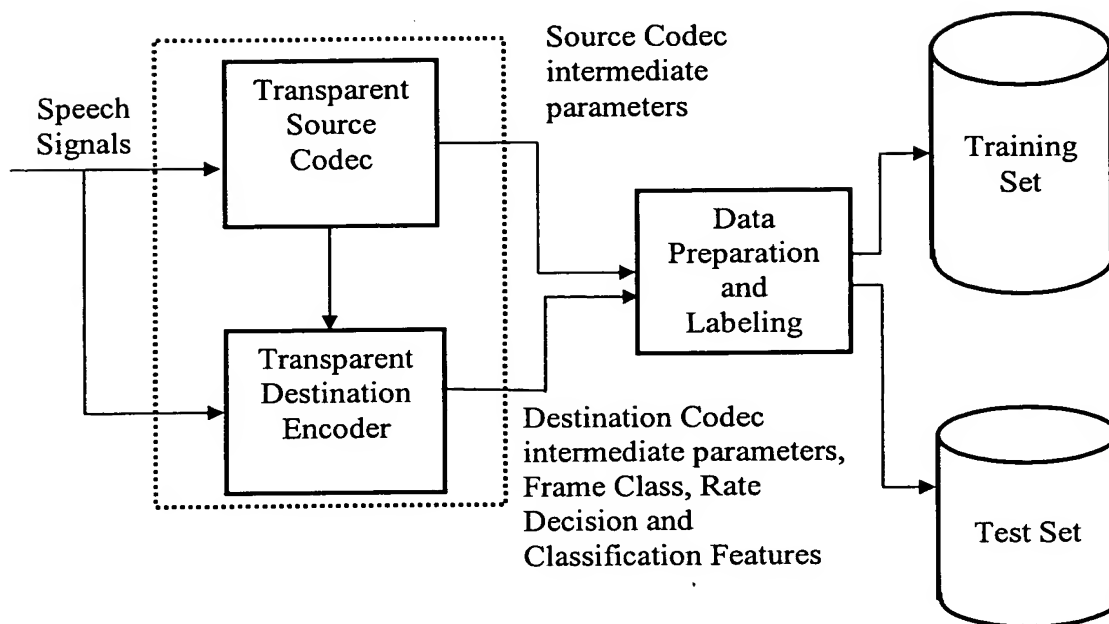 Speech
Signals
Transparent
Source
Codec
Source Codec
intermediate
parameters
Transparent
Destination
Encoder
Destination Codec
intermediate parameters,
Frame Class, Rate
Decision and
Classification Features
Data
Preparation
and
Labeling
Training
Set
Test Set